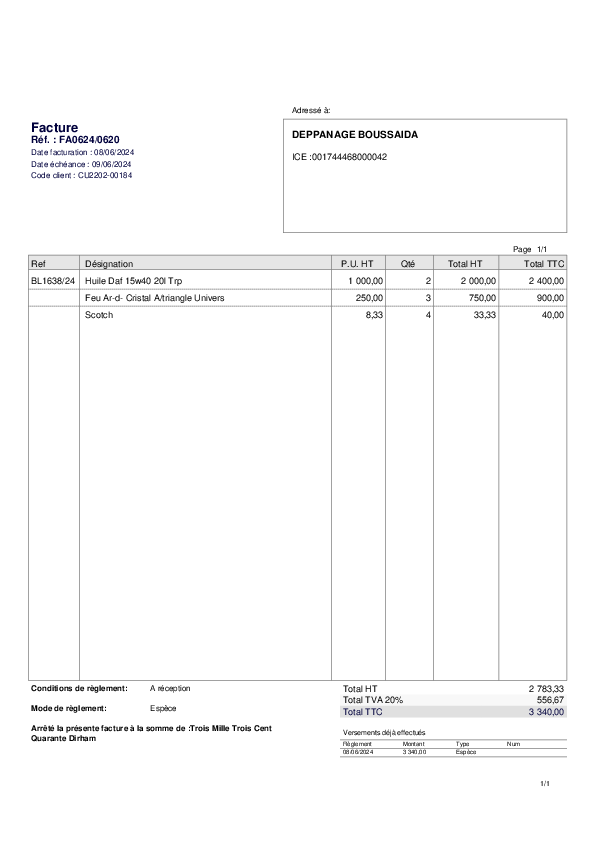 Adressé à:
Facture
Réf. : FA0624/0620
Date facturation : 08/06/2024
Date échéance : 09/06/2024
Code client : CU2202-00184
DEPPANAGE BOUSSAIDA
ICE :001744468000042
Page 1/1
Ref Désignation P.U. HT Qté Total HT Total TTC
BL1638/24 Huile Daf 15w40 20l Trp 1 000,00 2 2 000,00 2 400,00
Feu Ar-d- Cristal A/triangle Univers 250,00 3 750,00 900,00
Scotch 8,33 4 33,33 40,00
Conditions de règlement: A réception
Mode de règlement: Espèce
Arrêté la présente facture à la somme de :Trois Mille Trois Cent
Quarante Dirham
Total HT 2 783,33
Total TVA 20% 556,67
Total TTC 3 340,00
Versements déjà effectués
Règlement Montant Type Num
08/06/2024 3 340,00 Espèce
1/1